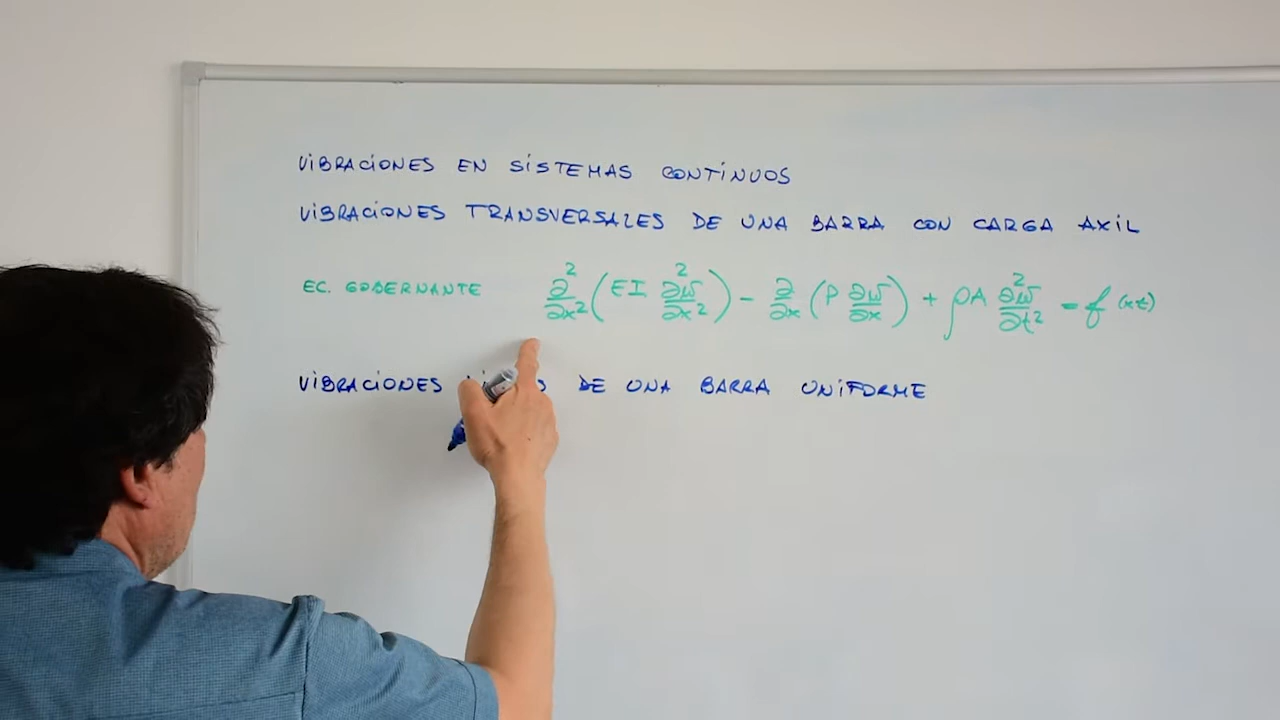 VIBRACIONES EN SISTEMAS CONTINUOS
VIBRACIONES TRANSVERSALES DE UNA BARRA CON CARGA AXIL
EC. GOBERNANTE ∂²/∂x² (EI ∂²w/∂x²) - ∂/∂x (P ∂w/∂x) + ρA ∂²w/∂t² = f(x,t)
VIBRACIONES DE UNA BARRA UNIFORME